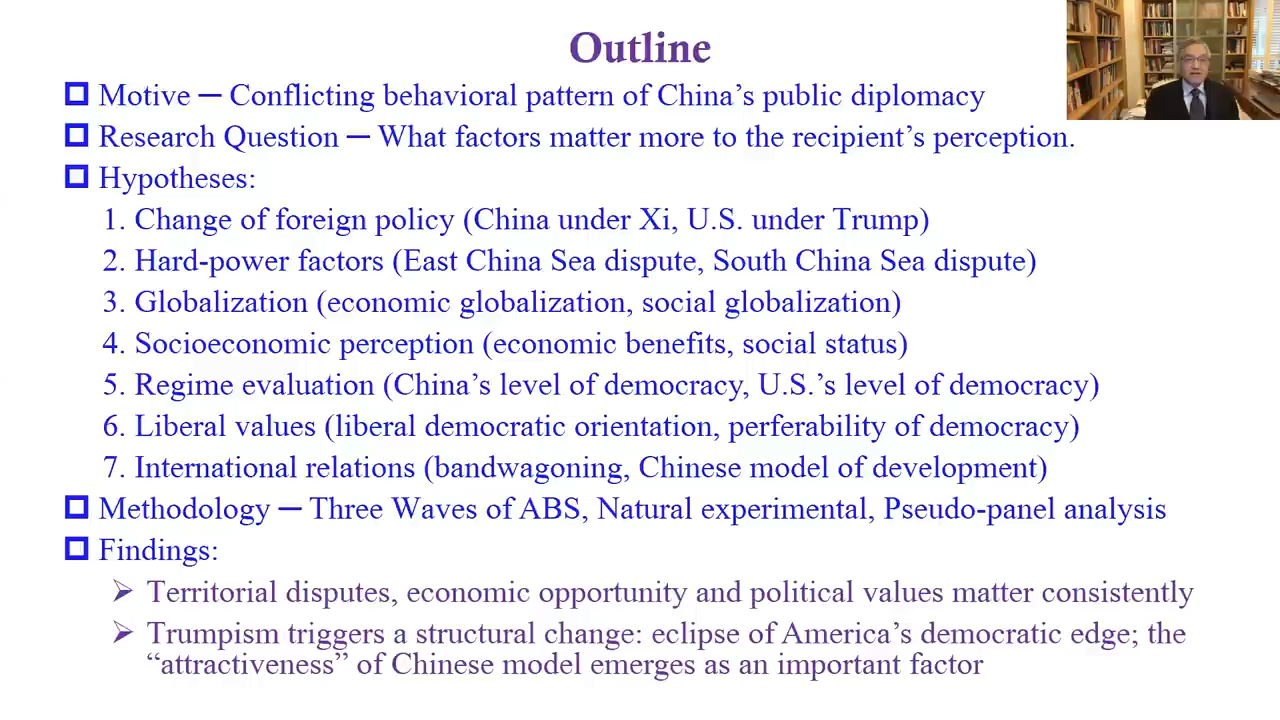 Outline
Motive — Conflicting behavioral pattern of China’s public diplomacy
Research Question — What factors matter more to the recipient’s perception.
Hypotheses:
1. Change of foreign policy (China under Xi, U.S. under Trump)
2. Hard-power factors (East China Sea dispute, South China Sea dispute)
3. Globalization (economic globalization, social globalization)
4. Socioeconomic perception (economic benefits, social status)
5. Regime evaluation (China’s level of democracy, U.S.’s level of democracy)
6. Liberal values (liberal democratic orientation, perferability of democracy)
7. International relations (bandwagoning, Chinese model of development)
Methodology — Three Waves of ABS, Natural experimental, Pseudo-panel analysis
Findings:
Territorial disputes, economic opportunity and political values matter consistently
Trumpism triggers a structural change: eclipse of America’s democratic edge; the
“attractiveness” of Chinese model emerges as an important factor